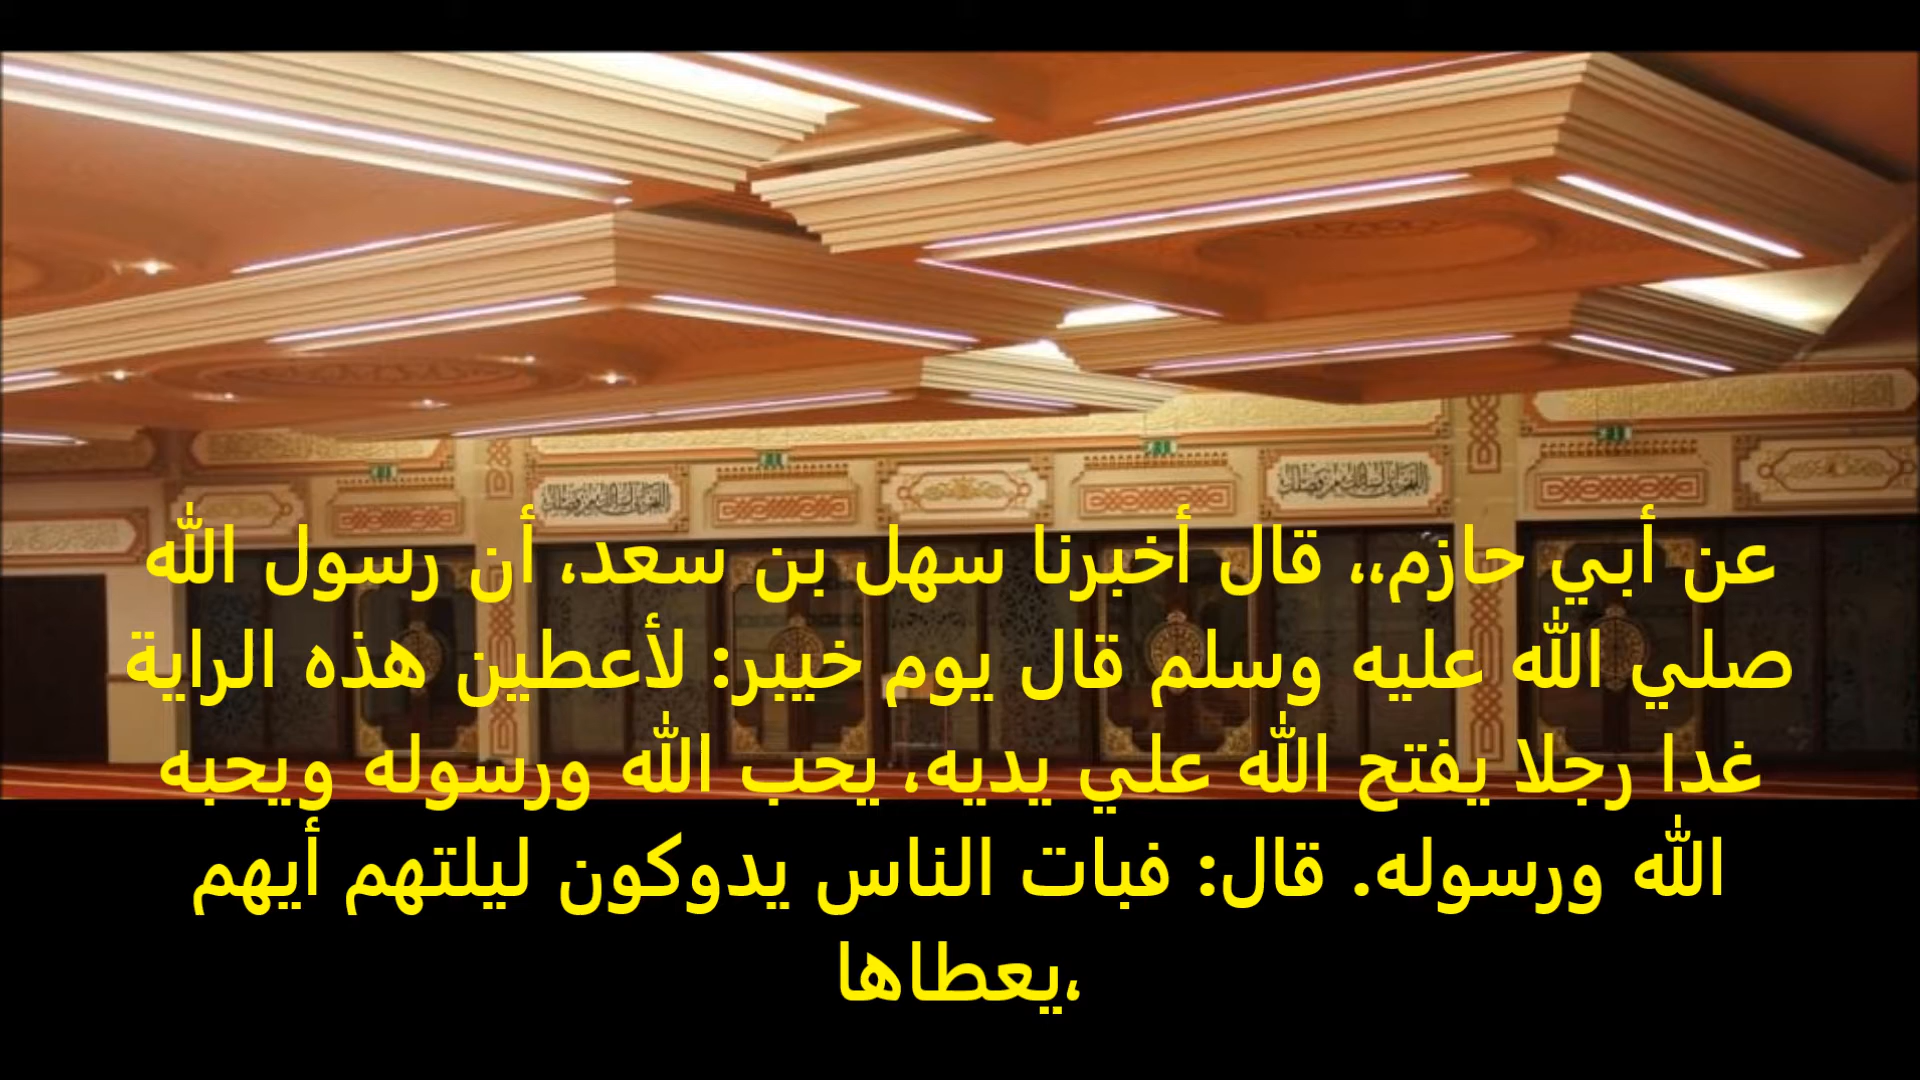 عن أبي حازم،، قال أخبرنا سهل بن سعد، أن رسول الله
صلي الله عليه وسلم قال يوم خيبر: لأعطين هذه الراية
غدا رجلا يفتح الله علي يديه، يحب الله ورسوله ويحبه
الله ورسوله. قال: فبات الناس يدوكون ليلتهم أيهم
يعطاها،